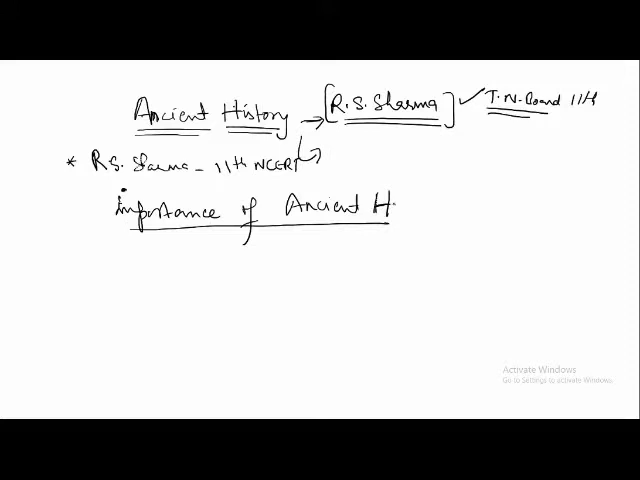 Ancient History → [R.S. Sharma] ✓ T.N. Board 11th
* R.S. Sharma - 11th NCERT
Importance of Ancient H
Activate Windows
Go to Settings to activate Windows.